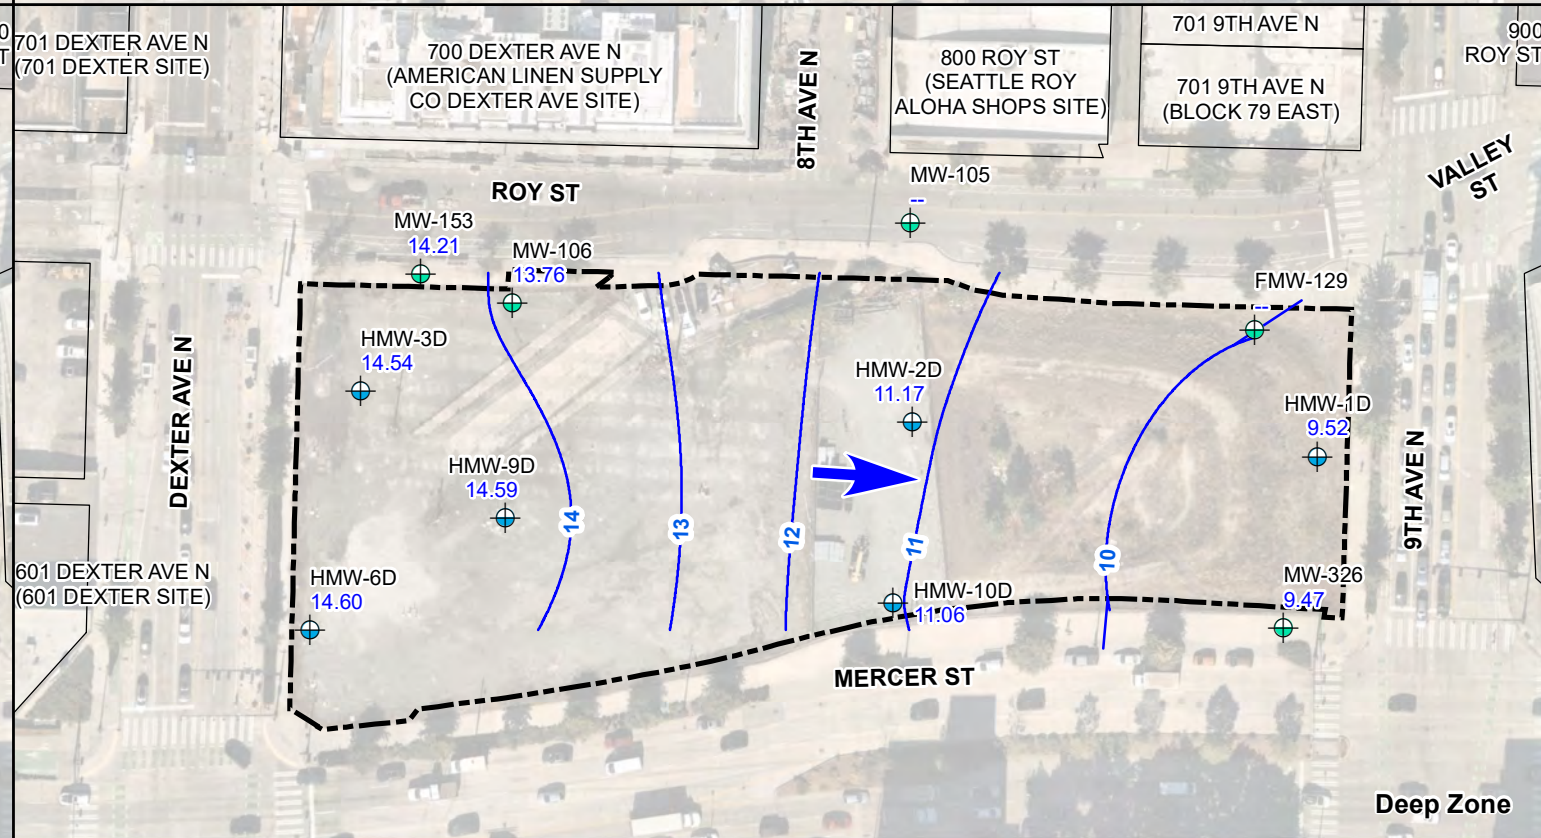 0
T
701 DEXTER AVE N
(701 DEXTER SITE)
700 DEXTER AVE N
(AMERICAN LINEN SUPPLY
CO DEXTER AVE SITE)
8TH AVE N
800 ROY ST
(SEATTLE ROY
ALOHA SHOPS SITE)
701 9TH AVE N
701 9TH AVE N
(BLOCK 79 EAST)
900
ROY ST
VALLEY
ST
ROY ST
MW-105
--
MW-153
14.21
MW-106
13.76
FMW-129
--
HMW-3D
14.54
HMW-2D
11.17
HMW-1D
9.52
DEXTER AVE N
HMW-9D
14.59
14
13
12
11
10
9TH AVE N
601 DEXTER AVE N
(601 DEXTER SITE)
HMW-6D
14.60
HMW-10D
11.06
MW-326
9.47
MERCER ST
Deep Zone